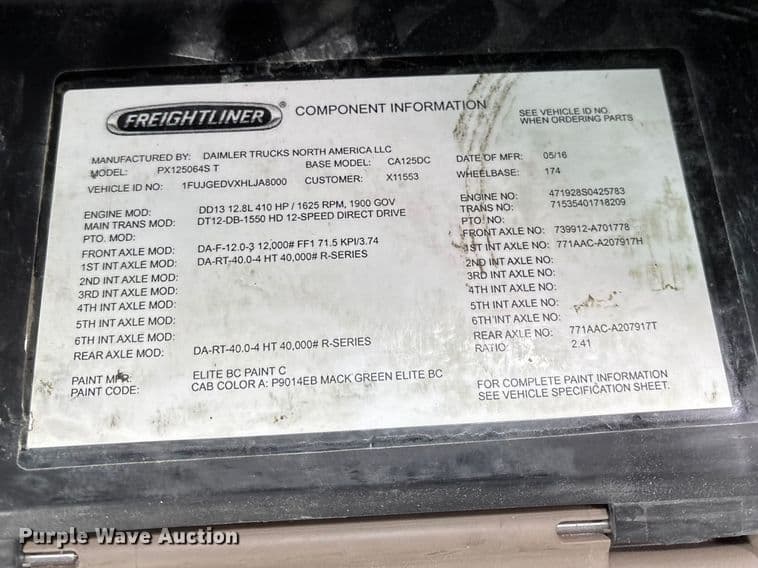 FREIGHTLINER® COMPONENT INFORMATION
SEE VEHICLE ID NO.
WHEN ORDERING PARTS
MANUFACTURED BY: DAIMLER TRUCKS NORTH AMERICA LLC
MODEL: PX125064S T BASE MODEL: CA125DC DATE OF MFR: 05/16
VEHICLE ID NO: 1FUJGEDVXHLJA8000 CUSTOMER: X11553 WHEELBASE: 174
ENGINE MOD: DD13 12.8L 410 HP / 1625 RPM, 1900 GOV ENGINE NO: 471928S0425783
MAIN TRANS MOD: DT12-DB-1550 HD 12-SPEED DIRECT DRIVE TRANS NO: 71535401718209
PTO. MOD: PTO. NO:
FRONT AXLE MOD: DA-F-12.0-3 12,000# FF1 71.5 KPI/3.74 FRONT AXLE NO: 739912-A701778
1ST INT AXLE MOD: DA-RT-40.0-4 HT 40,000# R-SERIES 1ST INT AXLE NO: 771AAC-A207917H
2ND INT AXLE MOD: 2ND INT AXLE NO:
3RD INT AXLE MOD: 3RD INT AXLE NO:
4TH INT AXLE MOD: 4TH INT AXLE NO:
5TH INT AXLE MOD: 5TH INT AXLE NO:
6TH INT AXLE MOD: 6TH INT AXLE NO:
REAR AXLE MOD: DA-RT-40.0-4 HT 40,000# R-SERIES REAR AXLE NO: 771AAC-A207917T
RATIO: 2.41
PAINT MFR: ELITE BC PAINT C
PAINT CODE: CAB COLOR A: P9014EB MACK GREEN ELITE BC
FOR COMPLETE PAINT INFORMATION
SEE VEHICLE SPECIFICATION SHEET.
Purple Wave Auction